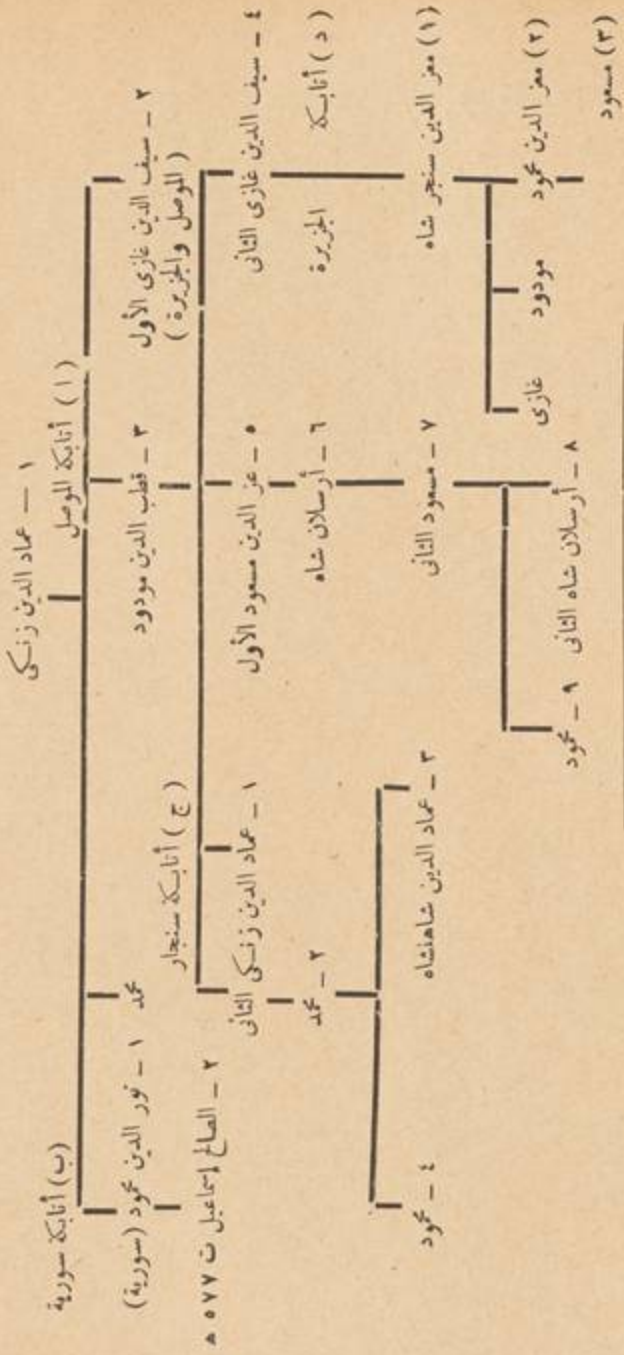 ١ — عماد الدين زنكى
(ا) أتابكة الموصل
(ب) أتابكة سورية
٢ — سيف الدين غازى الأول
(الموصل والجزيرة)
٣ — قطب الدين مودود
محمد
١ — نور الدين محمود (سورية)
(ج) أتابكة سنجار
٤ — سيف الدين غازى الثانى
٥ — عز الدين مسعود الأول
١ — عماد الدين زنكى الثانى
٢ — الصالح إسماعيل ت ٥٧٧ هـ
(د) أتابكة الجزيرة
٦ — أرسلان شاه
٢ — محمد
(١) معز الدين سنجر شاه
٧ — مسعود الثانى
٣ — عماد الدين شاهنشاه
٤ — محمود
(٢) معز الدين محمود
مودود
غازى
٨ — أرسلان شاه الثانى
٩ — محمود
(٣) مسعود